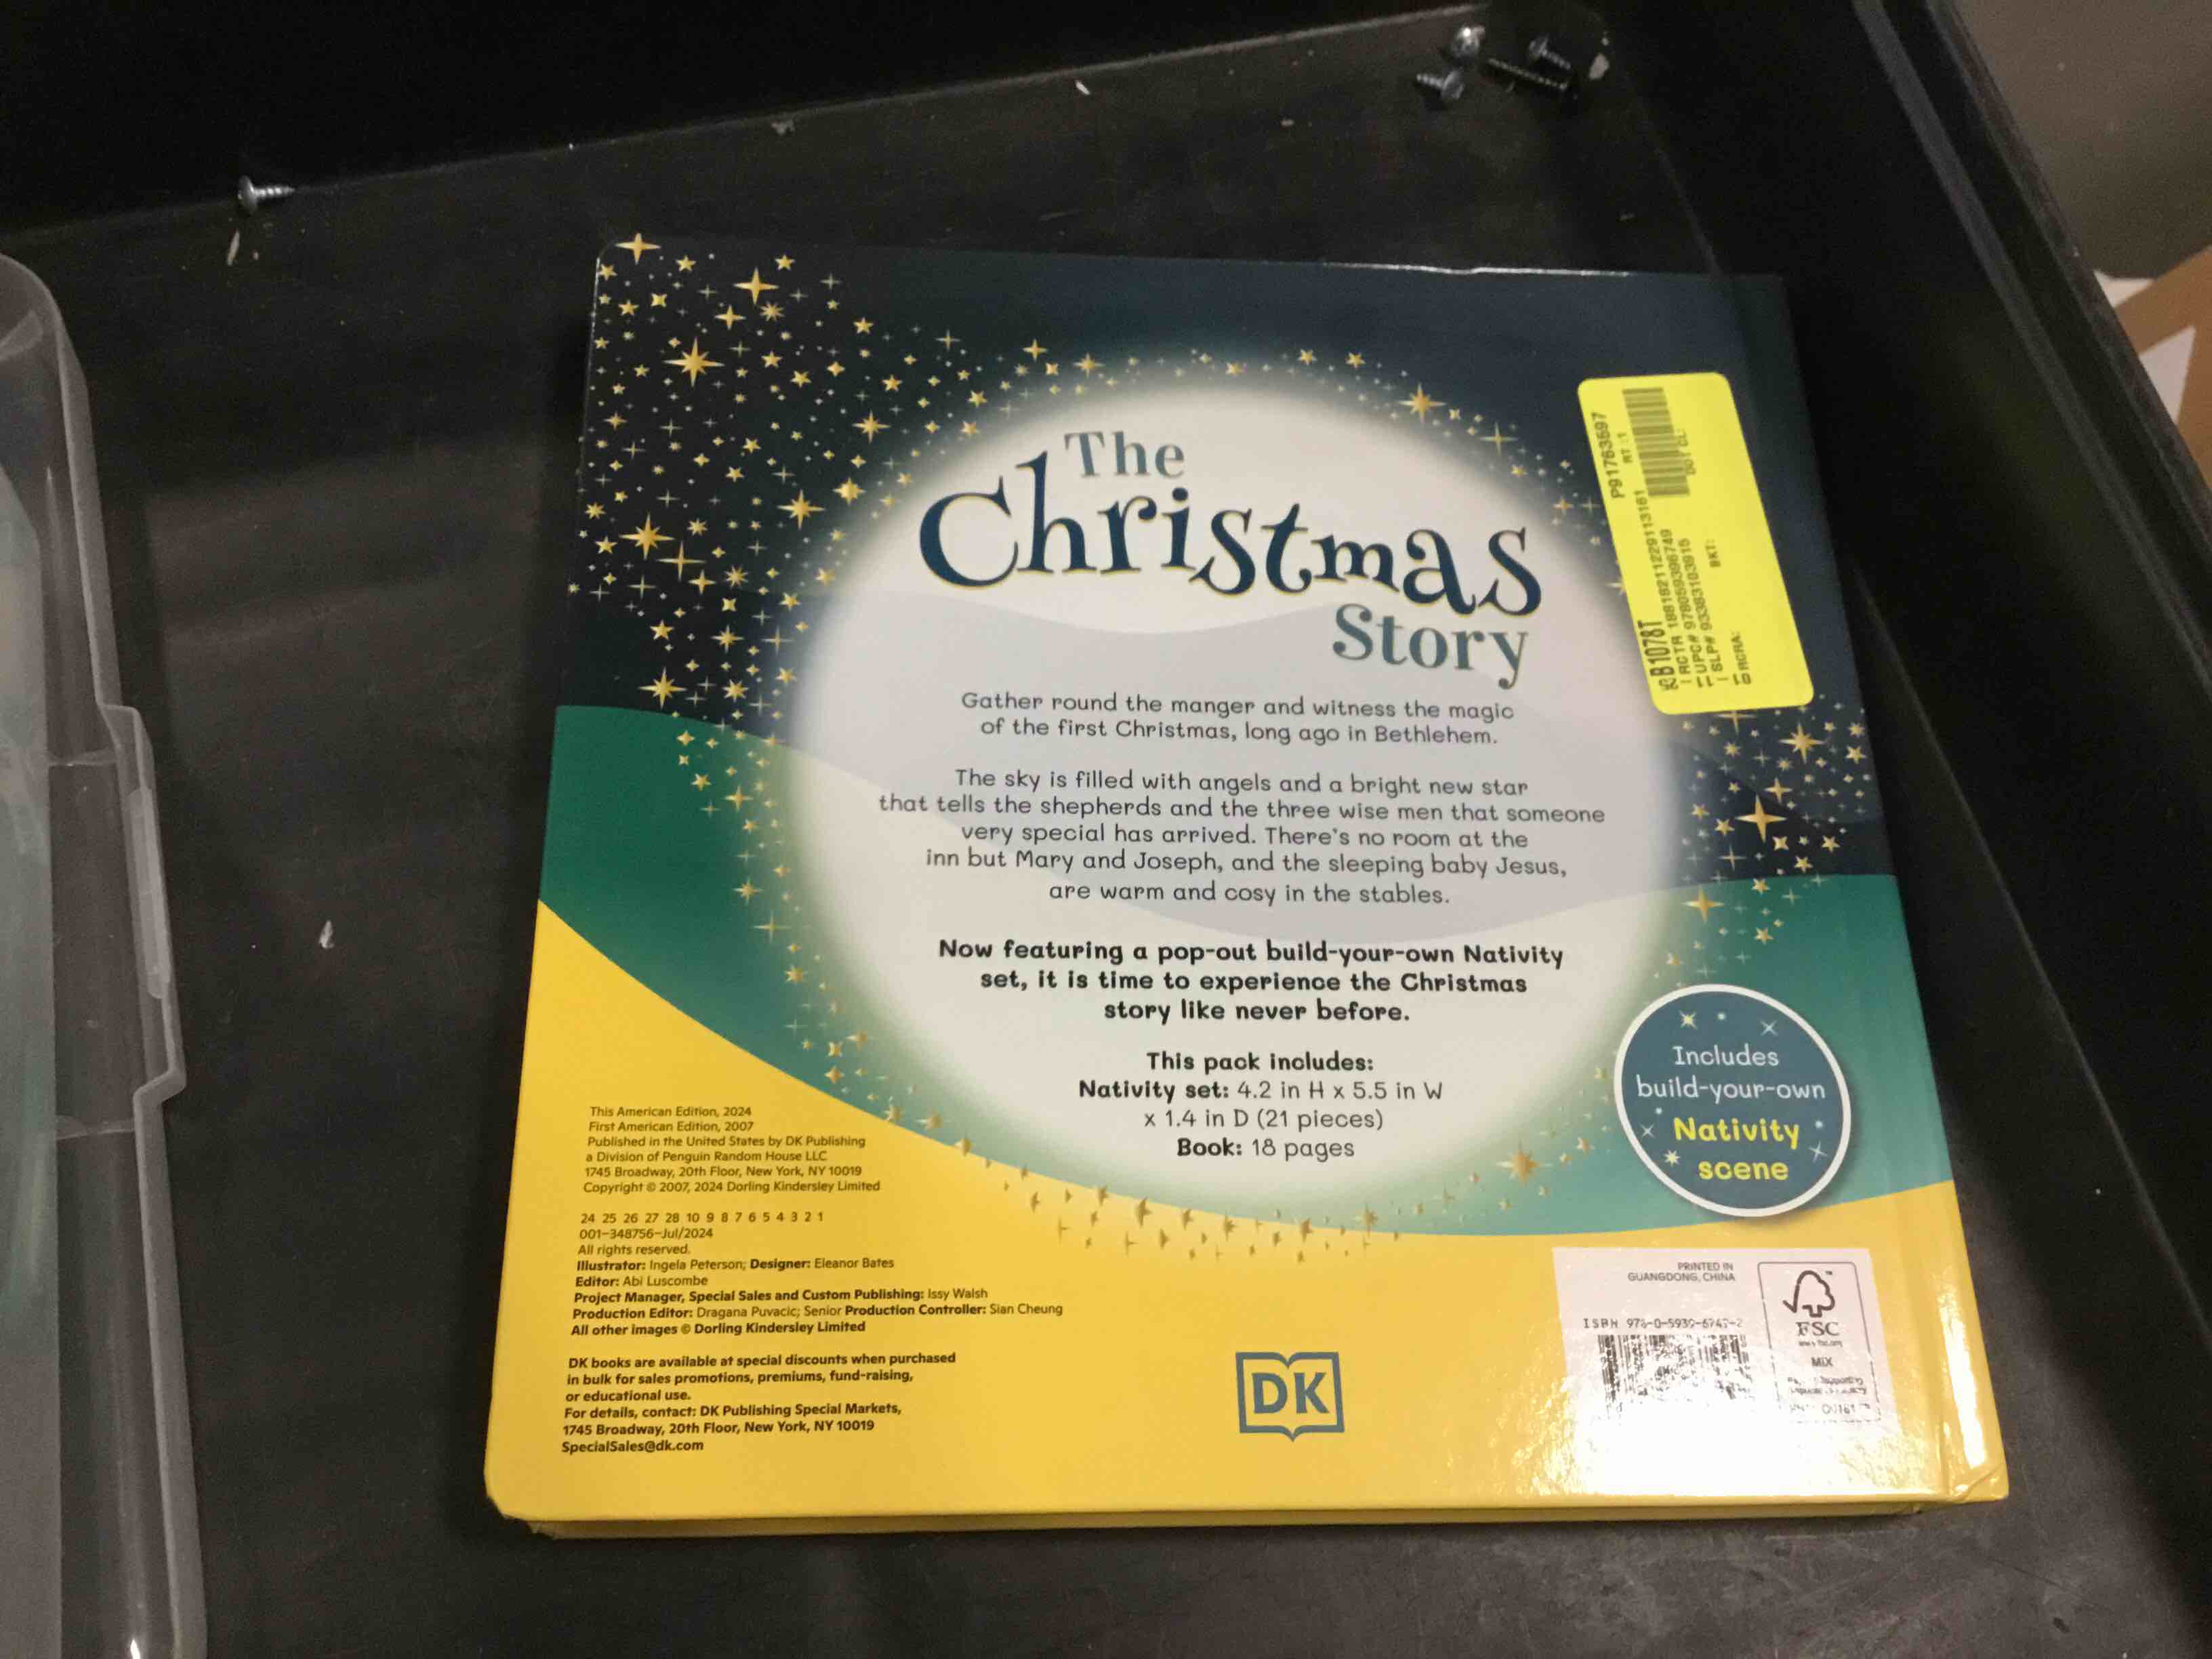 The
Christmas
Story
Gather round the manger and witness the magic
of the first Christmas, long ago in Bethlehem.
The sky is filled with angels and a bright new star
that tells the shepherds and the three wise men that someone
very special has arrived. There's no room at the
inn but Mary and Joseph, and the sleeping baby Jesus,
are warm and cosy in the stables.
Now featuring a pop-out build-your-own Nativity
set, it is time to experience the Christmas
story like never before.
This pack includes:
Nativity set: 4.2 in H x 5.5 in W
x 1.4 in D (21 pieces)
Book: 18 pages
Includes
build-your-own
Nativity
scene
This American Edition, 2024
First American Edition, 2007
Published in the United States by DK Publishing
a Division of Penguin Random House LLC
1745 Broadway, 20th Floor, New York, NY 10019
Copyright © 2007, 2024 Dorling Kindersley Limited
24 25 26 27 28 10 9 8 7 6 5 4 3 2 1
001-348756-Jul/2024
All rights reserved.
Illustrator: Ingela Peterson; Designer: Eleanor Bates
Editor: Abi Luscombe
Project Manager, Special Sales and Custom Publishing: Issy Walsh
Production Editor: Dragana Puvacic; Senior Production Controller: Sian Cheung
All other images © Dorling Kindersley Limited
DK books are available at special discounts when purchased
in bulk for sales promotions, premiums, fund-raising,
or educational use.
For details, contact: DK Publishing Special Markets,
1745 Broadway, 20th Floor, New York, NY 10019
SpecialSales@dk.com
DK
PRINTED IN
GUANGDONG, CHINA
ISBN
FSC
MIX
P91763597
B10781
RCTR
UPC# 9780593966749
SLP#
BKT:
RCRA: